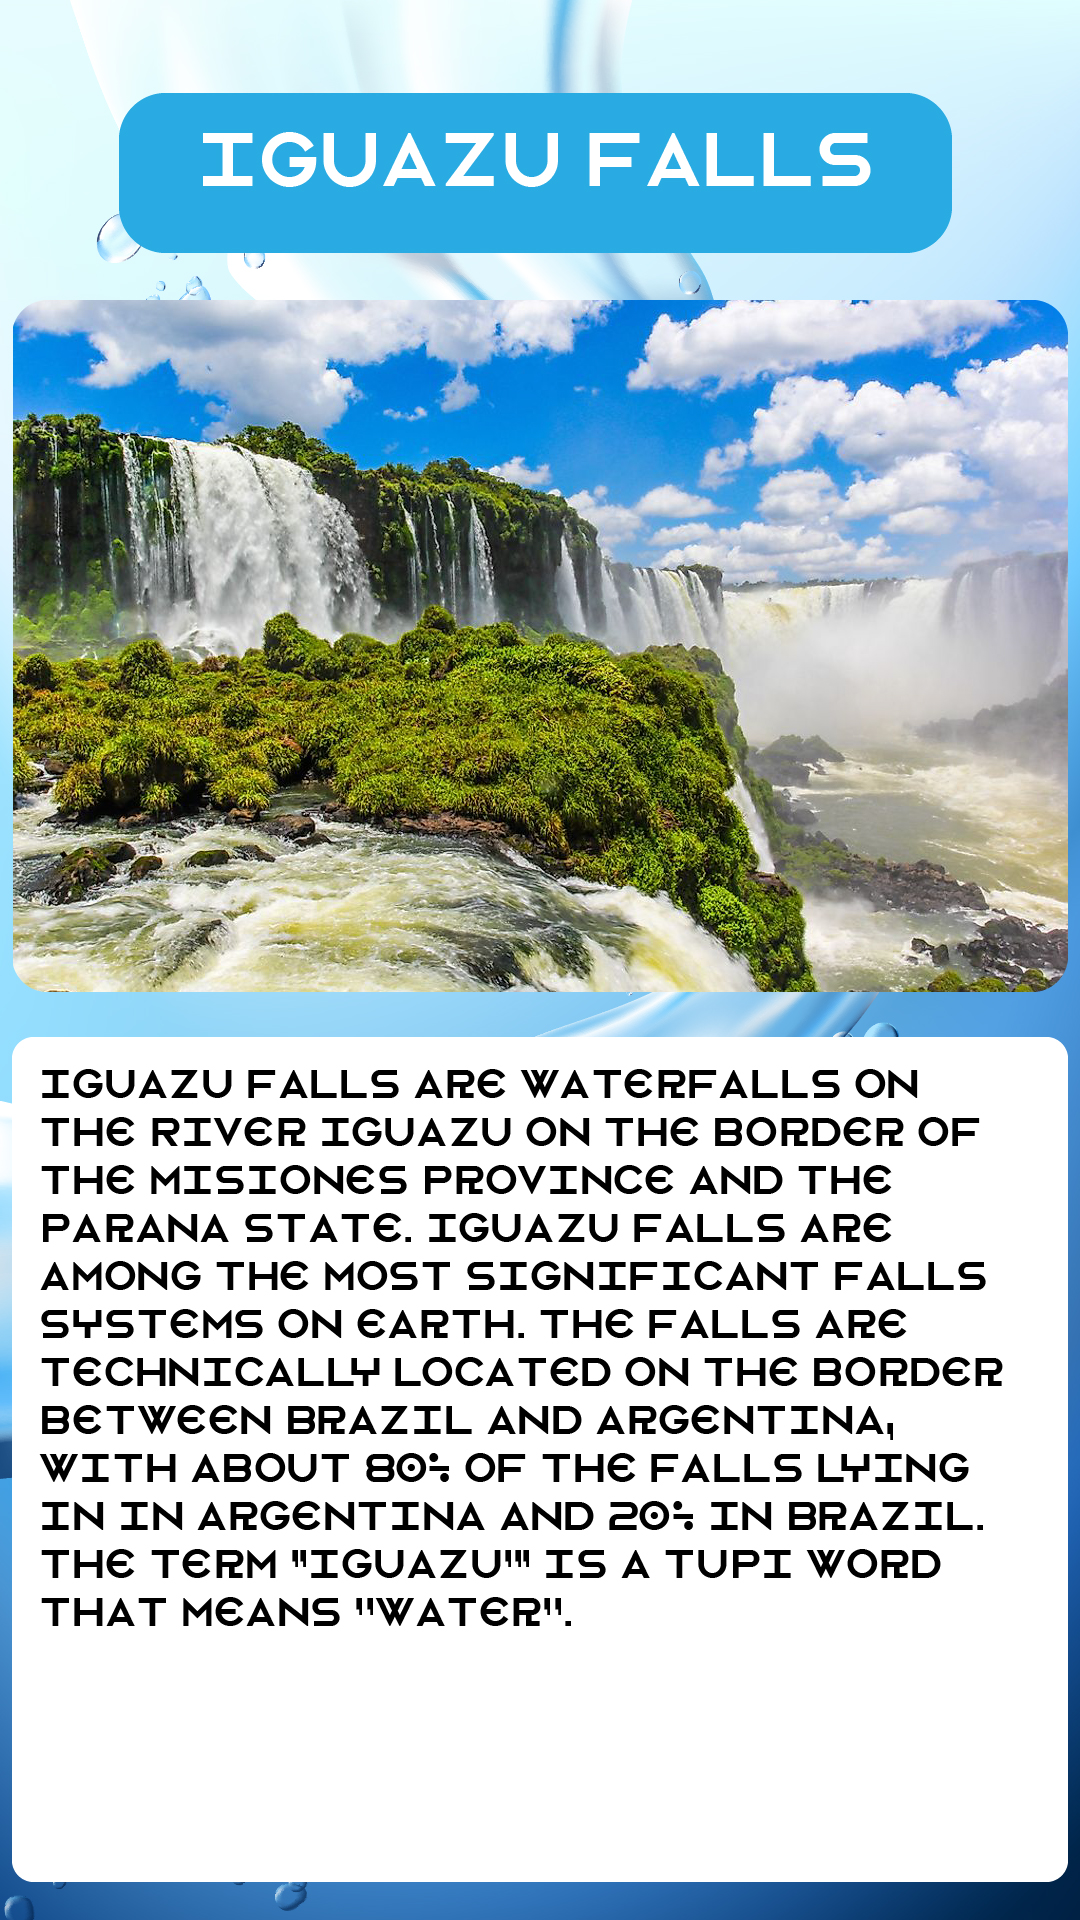 IGUAZU FALLS
IGUAZU FALLS ARE WATERFALLS ON
THE RIVER IGUAZU ON THE BORDER OF
THE MISIONES PROVINCE AND THE
PARANA STATE. IGUAZU FALLS ARE
AMONG THE MOST SIGNIFICANT FALLS
SYSTEMS ON EARTH. THE FALLS ARE
TECHNICALLY LOCATED ON THE BORDER
BETWEEN BRAZIL AND ARGENTINA,
WITH ABOUT 80% OF THE FALLS LYING
IN IN ARGENTINA AND 20% IN BRAZIL.
THE TERM "IGUAZU'" IS A TUPI WORD
THAT MEANS ''WATER''.